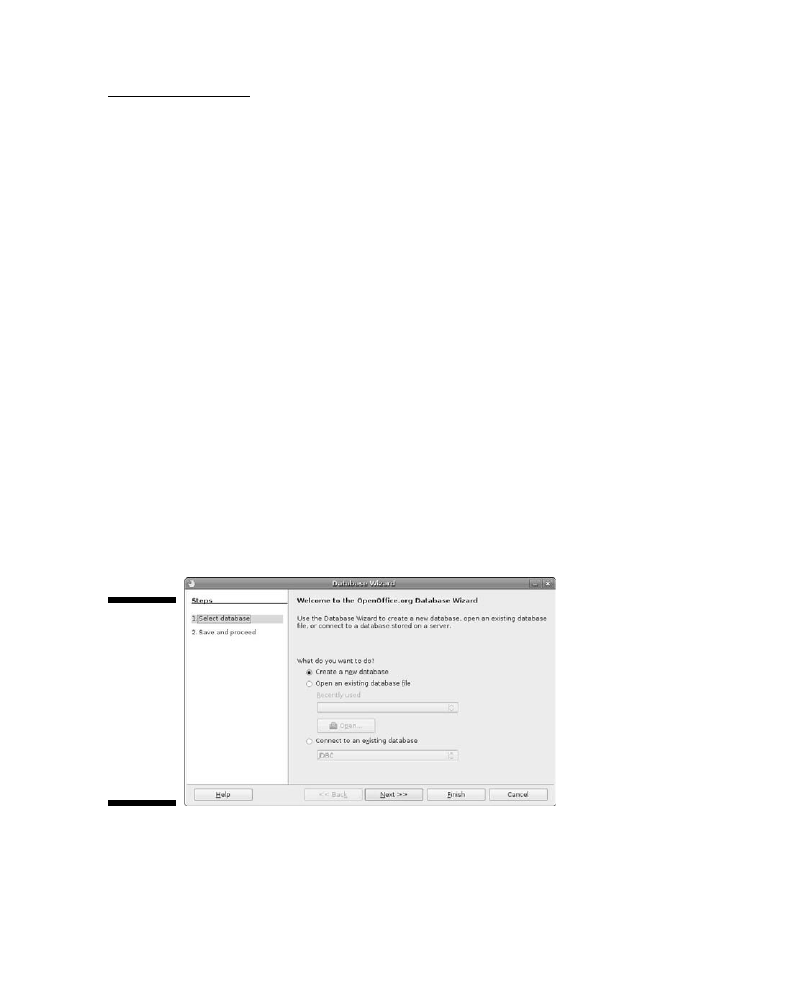 Database Wizard
Steps
1. Select database
2. Save and proceed
Welcome to the OpenOffice.org Database Wizard
Use the Database Wizard to create a new database, open an existing database
file, or connect to a database stored on a server.
What do you want to do?
Create a new database
Open an existing database file
Recently used
Open...
Connect to an existing database
JDBC
Help
<< Back
Next >>
Finish
Cancel